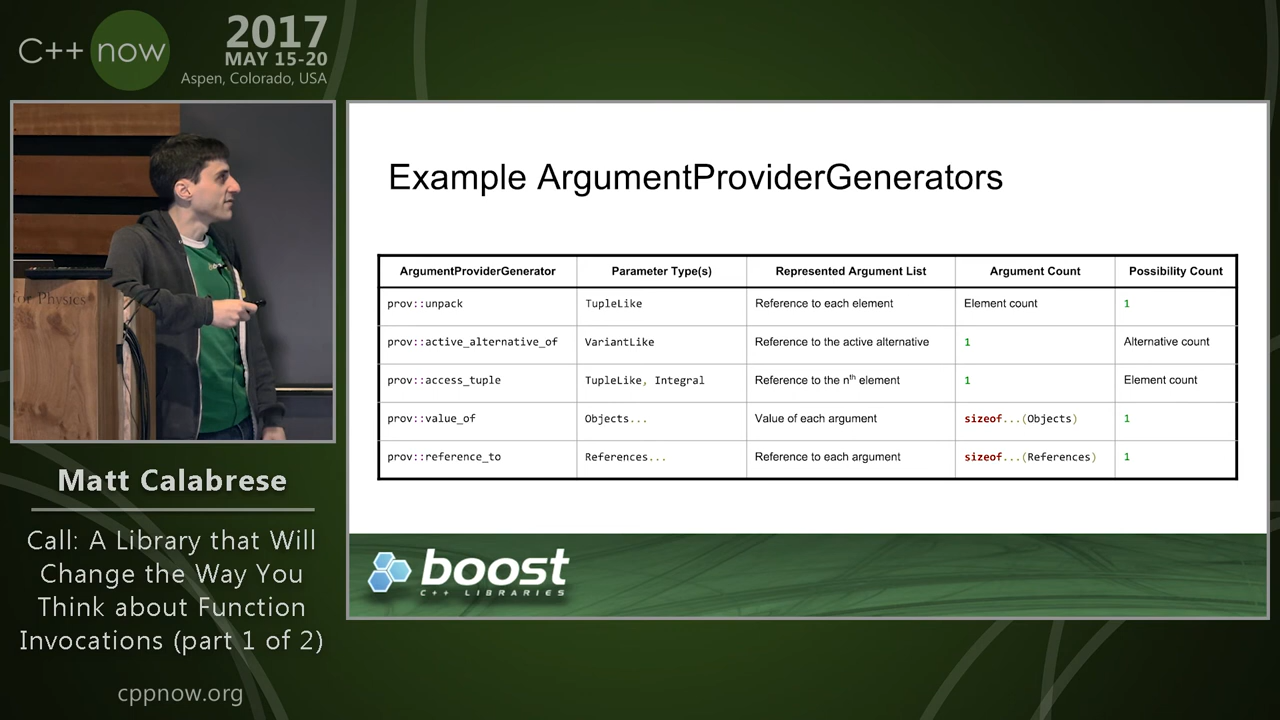 C++ now
2017
MAY 15-20
Aspen, Colorado, USA
for Physics
Matt Calabrese
Call: A Library that Will
Change the Way You
Think about Function
Invocations (part 1 of 2)
cppnow.org
Example ArgumentProviderGenerators
ArgumentProviderGenerator Parameter Type(s) Represented Argument List Argument Count Possibility Count
prov::unpack TupleLike Reference to each element Element count 1
prov::active_alternative_of VariantLike Reference to the active alternative 1 Alternative count
prov::access_tuple TupleLike, Integral Reference to the nth element 1 Element count
prov::value_of Objects... Value of each argument sizeof...(Objects) 1
prov::reference_to References... Reference to each argument sizeof...(References) 1
boost
C++ LIBRARIES